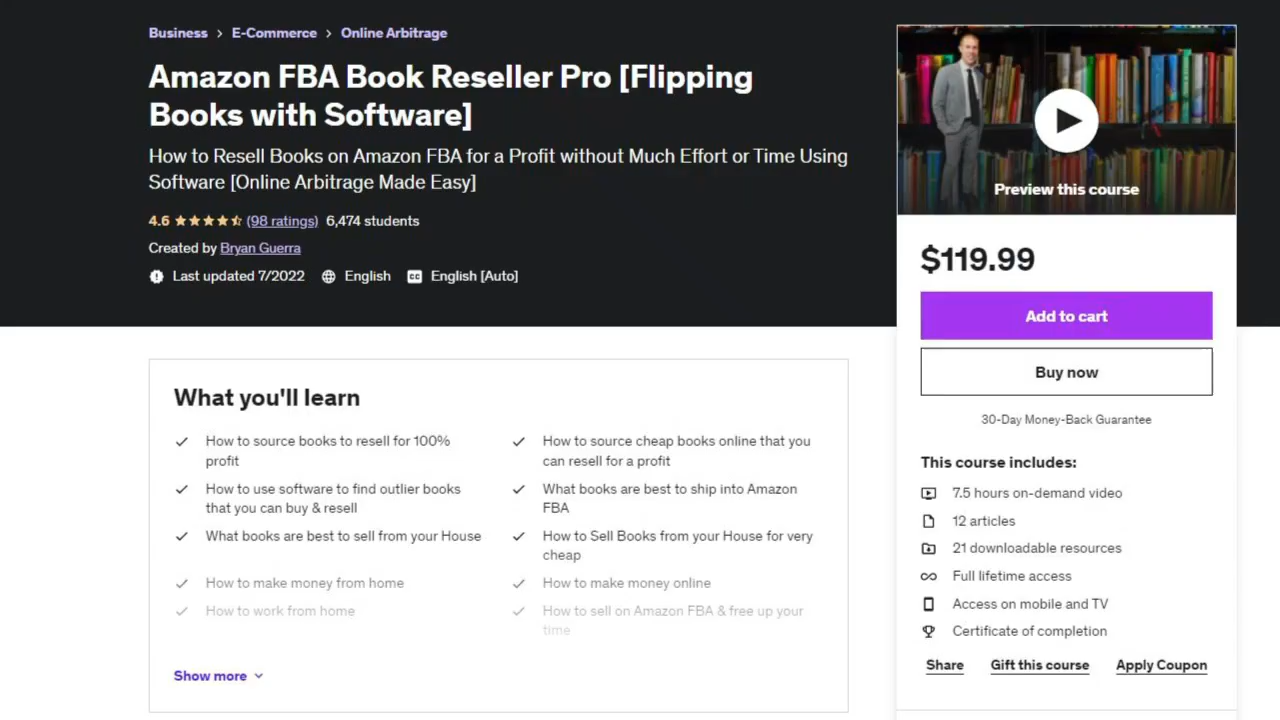 Business > E-Commerce > Online Arbitrage
Amazon FBA Book Reseller Pro [Flipping
Books with Software]
How to Resell Books on Amazon FBA for a Profit without Much Effort or Time Using
Software [Online Arbitrage Made Easy]
4.6 (98 ratings) 6,474 students
Created by Bryan Guerra
Last updated 7/2022 English CC English [Auto]
What you'll learn
How to source books to resell for 100%
profit
How to use software to find outlier books
that you can buy & resell
What books are best to sell from your House
How to make money from home
How to work from home
How to source cheap books online that you
can resell for a profit
What books are best to ship into Amazon
FBA
How to Sell Books from your House for very
cheap
How to make money online
How to sell on Amazon FBA & free up your
time
Show more
Preview this course
$119.99
Add to cart
Buy now
30-Day Money-Back Guarantee
This course includes:
7.5 hours on-demand video
12 articles
21 downloadable resources
Full lifetime access
Access on mobile and TV
Certificate of completion
Share Gift this course Apply Coupon